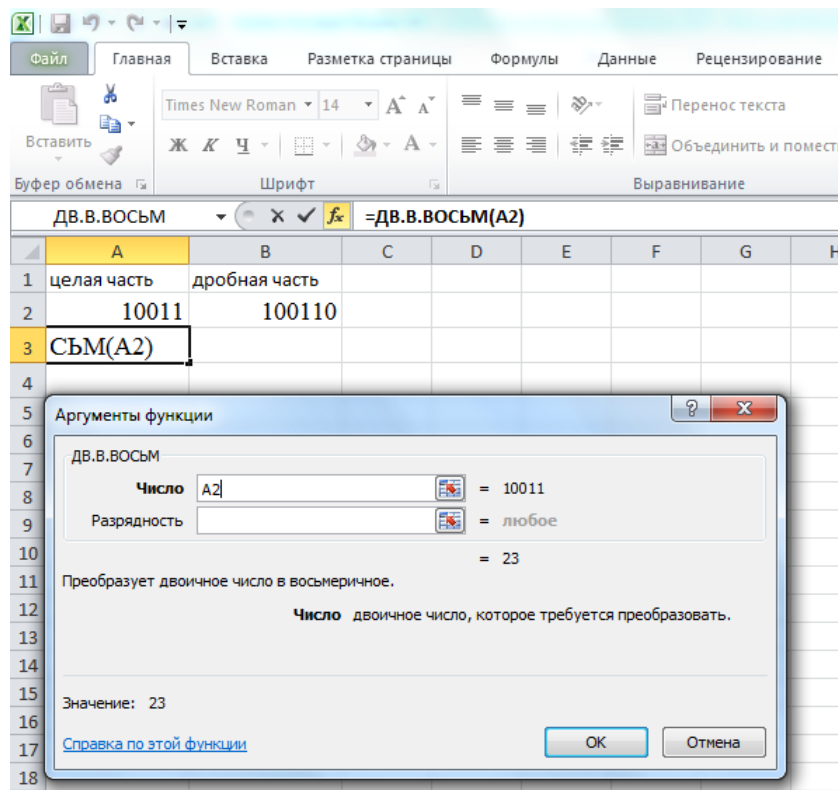 Файл Главная Вставка Разметка страницы Формулы Данные Рецензирование
Times New Roman 14 А А Перенос текста
Вставить Ж К Ч А Объединить и помест
Буфер обмена Шрифт Выравнивание
ДВ.В.ВОСЬМ fx =ДВ.В.ВОСЬМ(A2)
A B C D E F G H
1 целая часть дробная часть
2 10011 100110
3 СЬМ(A2)
4
5 Аргументы функции
6
7 ДВ.В.ВОСЬМ
8 Число A2 = 10011
9 Разрядность = любое
10 = 23
11 Преобразует двоичное число в восьмеричное.
12 Число двоичное число, которое требуется преобразовать.
13
14
15 Значение: 23
16
17 Справка по этой функции ОК Отмена
18